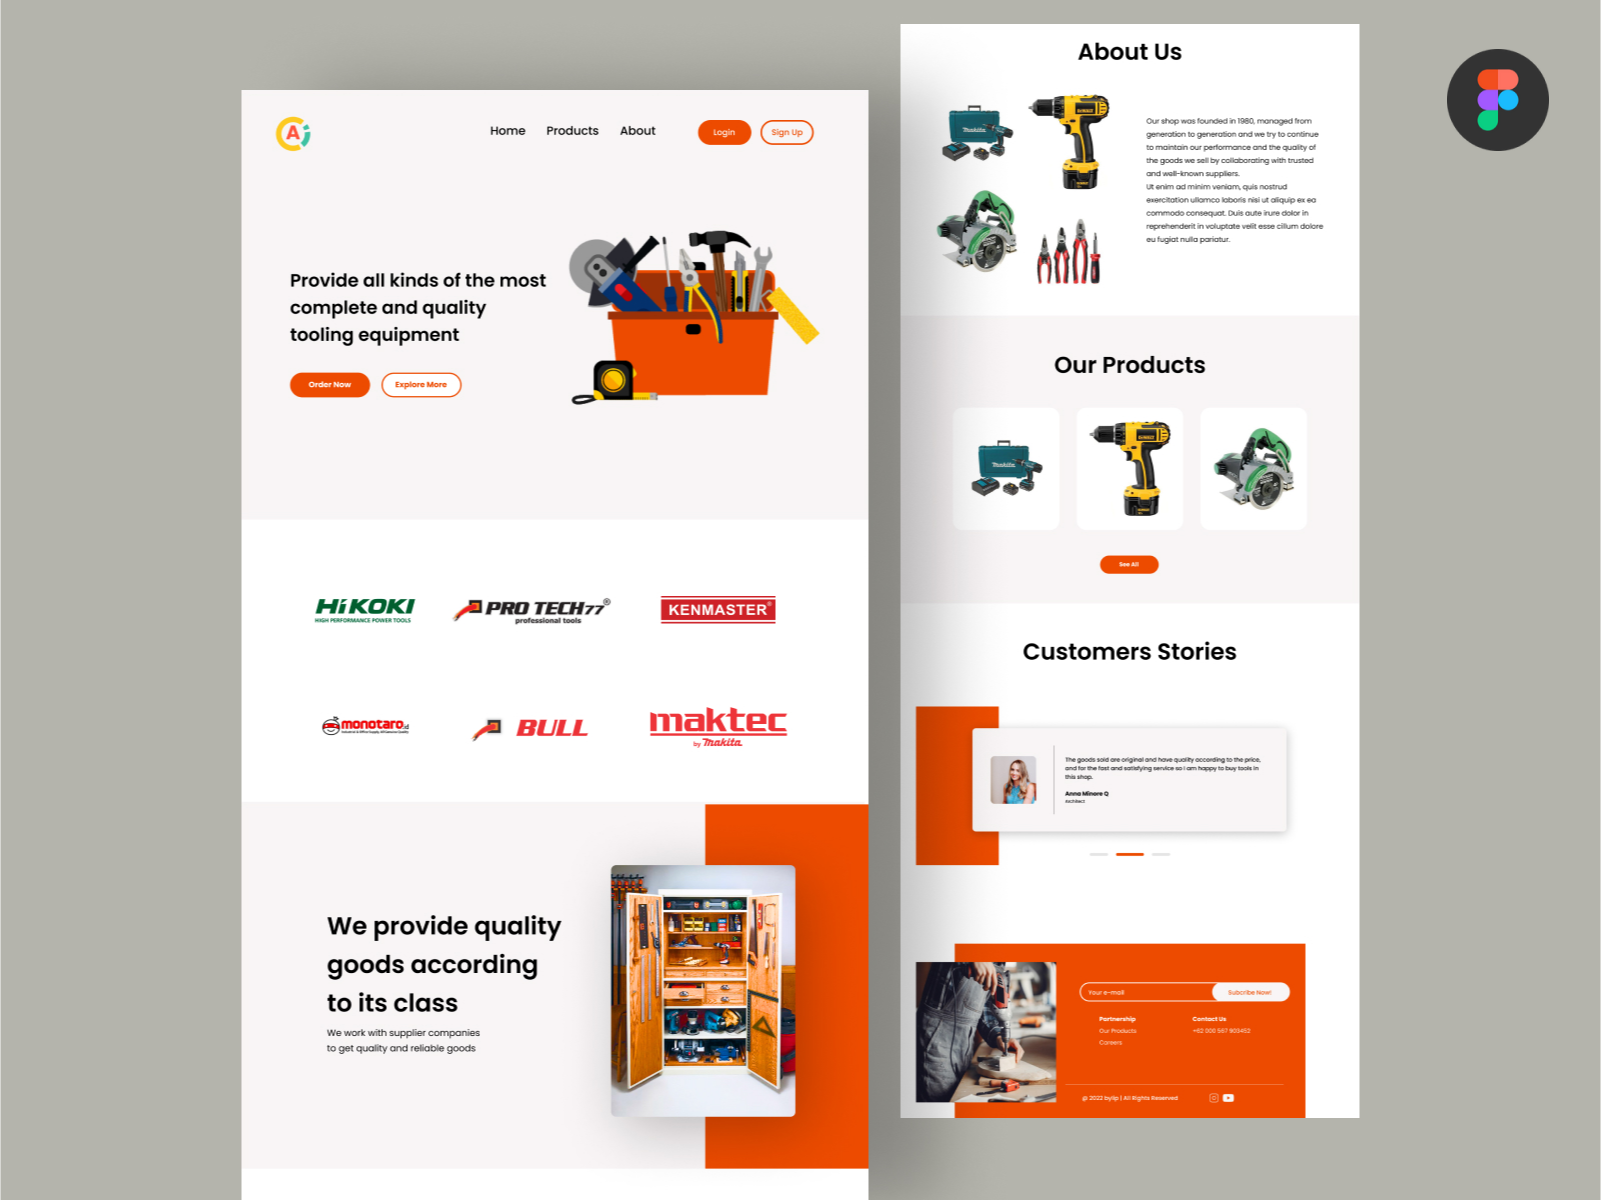 A
Home
Products
About
Login
Sign Up
Provide all kinds of the most
complete and quality
tooling equipment
Order Now
Explore More
HiKOKI
HIGH PERFORMANCE POWER TOOLS
PRO TECH77®
professional tools
KENMASTER®
monotaro.id
BULL
maktec
by makita
We provide quality
goods according
to its class
We work with supplier companies
to get quality and reliable goods
About Us
makita
DEWALT
Our shop was founded in 1980, managed from
generation to generation and we try to continue
to maintain our performance and the quality of
the goods we sell by collaborating with trusted
and well-known suppliers.
Ut enim ad minim veniam, quis nostrud
exercitation ullamco laboris nisi ut aliquip ex ea
commodo consequat. Duis aute irure dolor in
reprehenderit in voluptate velit esse cillum dolore
eu fugiat nulla pariatur.
Our Products
makita
DEWALT
See All
Customers Stories
The goods sold are original and have quality according to the price,
and for the fast and satisfying service so i am happy to buy tools in
this shop.
Anna Minore Q
Architect
Your e-mail
Subcribe Now!
Partnership
Our Products
Careers
Contact Us
+62 000 567 900452
@ 2022 bylip | All Rights Reserved